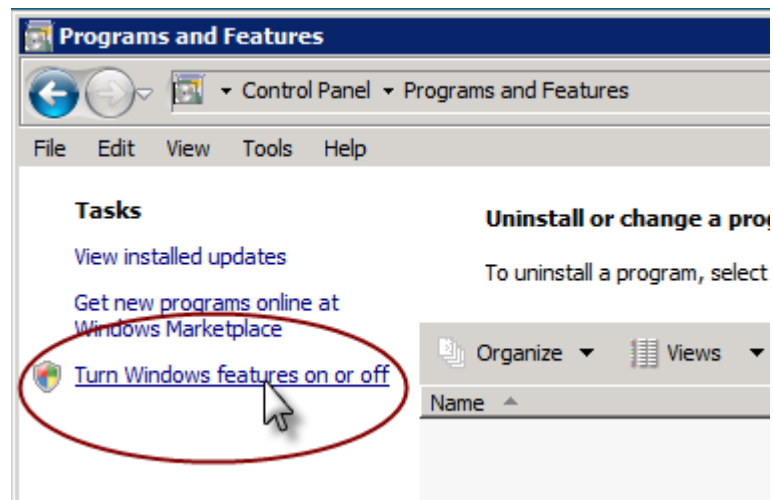 Programs and Features
Control Panel Programs and Features
File Edit View Tools Help
Tasks
View installed updates
Get new programs online at
Windows Marketplace
Turn Windows features on or off
Uninstall or change a
To uninstall a program, select
Organize Views
Name